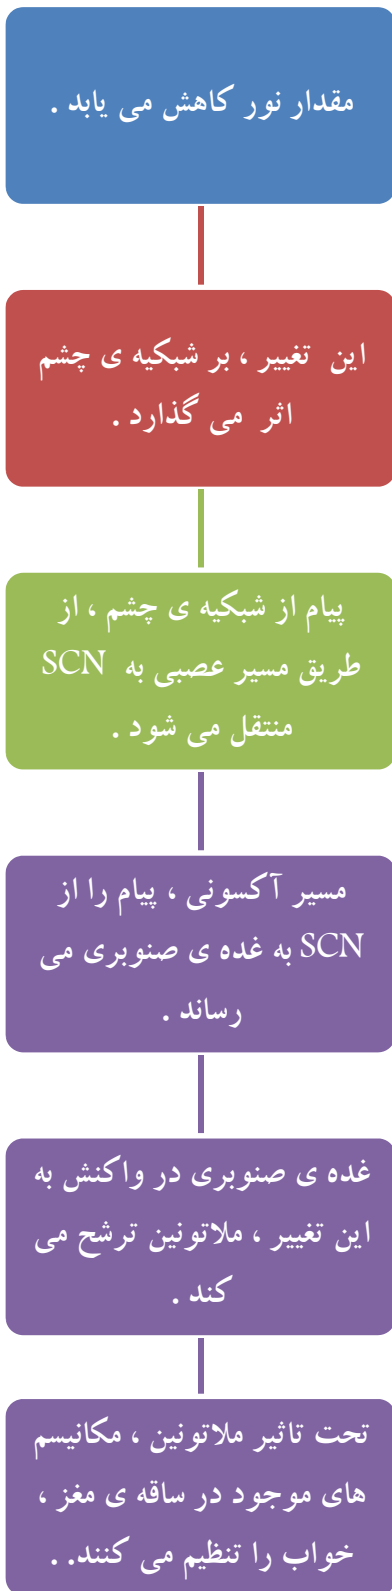 مقدار نور کاهش می یابد .
این تغییر ، بر شبکیه ی چشم
اثر می گذارد .
پیام از شبکیه ی چشم ، از
طریق مسیر عصبی به SCN
منتقل می شود .
مسیر آکسونی ، پیام را از
SCN به غده ی صنوبری می
رساند .
غده ی صنوبری در واکنش به
این تغییر ، ملاتونین ترشح می
کند .
تحت تاثیر ملاتونین ، مکانیسم
های موجود در ساقه ی مغز ،
خواب را تنظیم می کنند. .